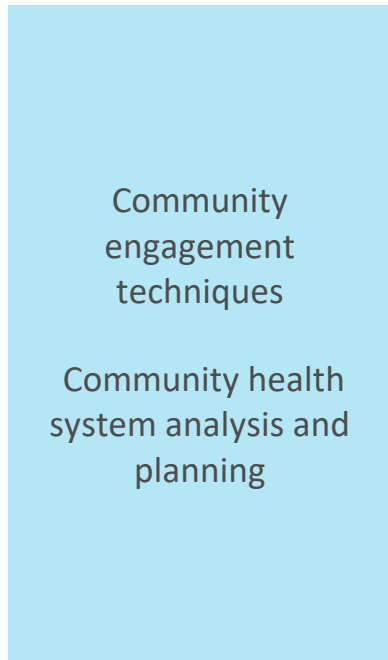 Community
engagement
techniques
Community health
system analysis and
planning